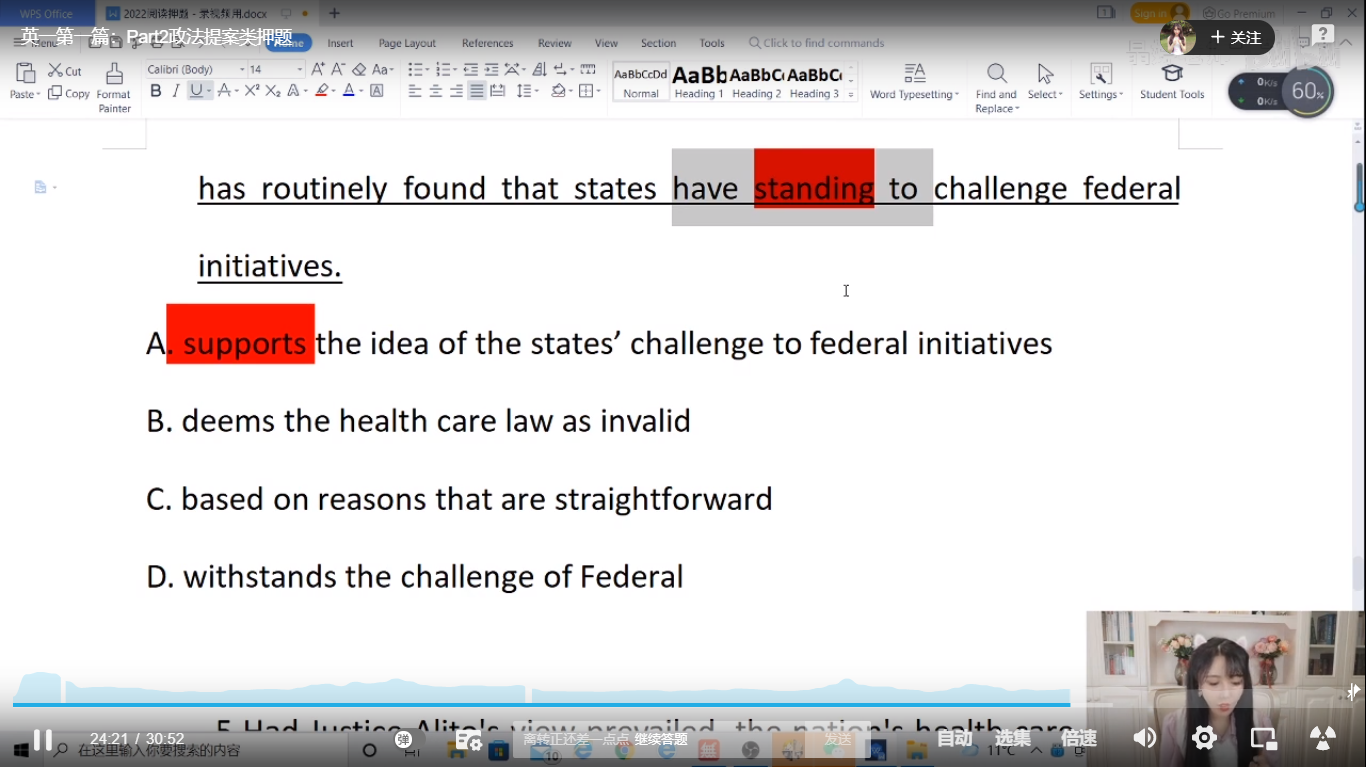 WPS Office
2022阅读押题 - 录视频用.docx
Sign in
Go Premium
英一第一篇：Part2政法提案类押题
Menu
Home
Insert
Page Layout
References
Review
View
Section
Tools
Click to find commands
关注
Paste
Cut
Copy
Format Painter
Calibri (Body)
14
AaBbCcDd
Normal
Heading 1
Heading 2
Heading 3
Word Typesetting
Find and Replace
Select
Settings
Student Tools
0K/s
0K/s
60%
has routinely found that states have standing to challenge federal
initiatives.
A. supports the idea of the states’ challenge to federal initiatives
B. deems the health care law as invalid
C. based on reasons that are straightforward
D. withstands the challenge of Federal
5 Had Justice Alito's view prevailed, the nation's health care
24:21 / 30:52
弹
离转正还差一点点 继续答题
发送
自动
选集
倍速
在这里输入你要搜索的内容
10
11°C